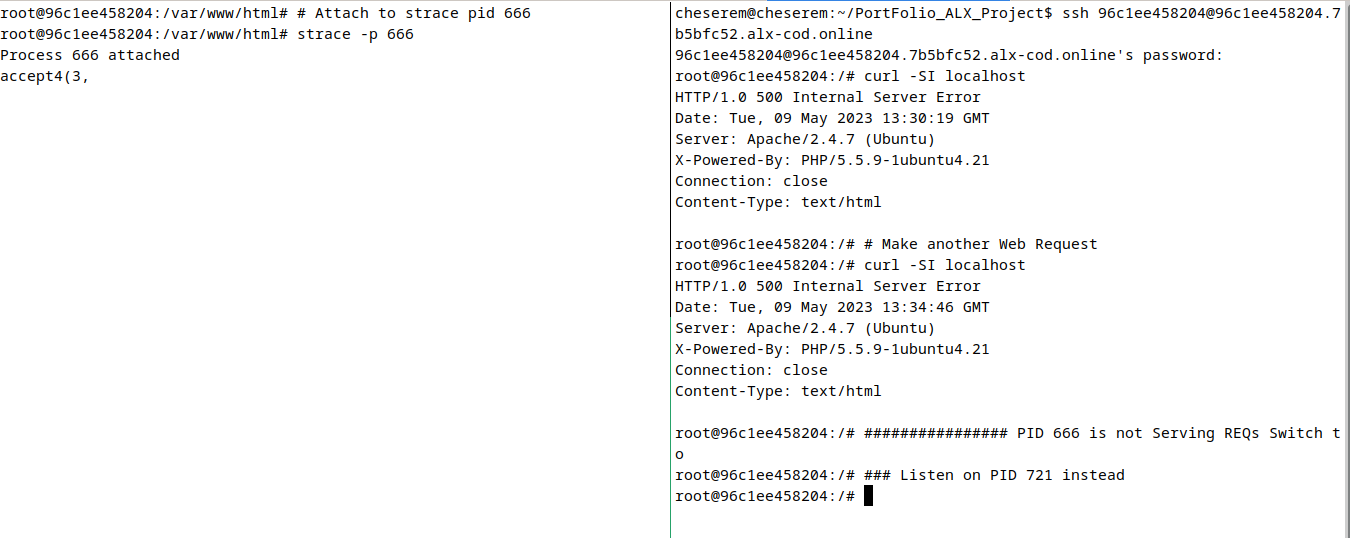 root@96c1ee458204:/var/www/html# # Attach to strace pid 666
root@96c1ee458204:/var/www/html# strace -p 666
Process 666 attached
accept4(3,
cheserem@cheserem:~/PortFolio_ALX_Project$ ssh 96c1ee458204@96c1ee458204.7
b5bfc52.alx-cod.online
96c1ee458204@96c1ee458204.7b5bfc52.alx-cod.online's password:
root@96c1ee458204:/# curl -SI localhost
HTTP/1.0 500 Internal Server Error
Date: Tue, 09 May 2023 13:30:19 GMT
Server: Apache/2.4.7 (Ubuntu)
X-Powered-By: PHP/5.5.9-1ubuntu4.21
Connection: close
Content-Type: text/html
root@96c1ee458204:/# # Make another Web Request
root@96c1ee458204:/# curl -SI localhost
HTTP/1.0 500 Internal Server Error
Date: Tue, 09 May 2023 13:34:46 GMT
Server: Apache/2.4.7 (Ubuntu)
X-Powered-By: PHP/5.5.9-1ubuntu4.21
Connection: close
Content-Type: text/html
root@96c1ee458204:/# ################ PID 666 is not Serving REQs Switch t
o
root@96c1ee458204:/# ### Listen on PID 721 instead
root@96c1ee458204:/#